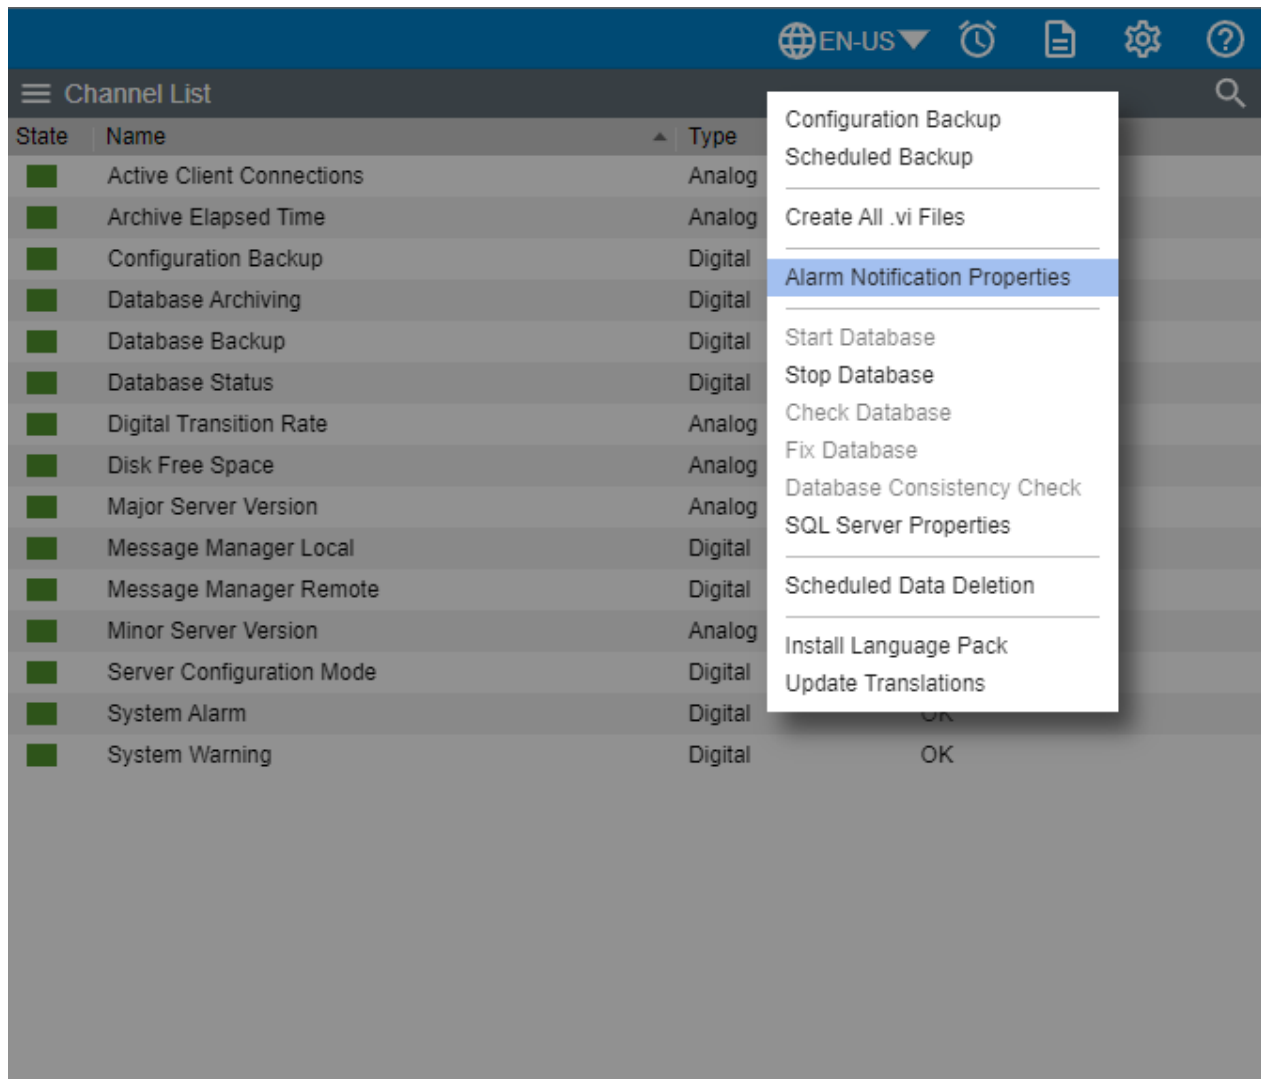 EN-US
Channel List
State Name Type
Active Client Connections Analog
Archive Elapsed Time Analog
Configuration Backup Digital
Database Archiving Digital
Database Backup Digital
Database Status Digital
Digital Transition Rate Analog
Disk Free Space Analog
Major Server Version Analog
Message Manager Local Digital
Message Manager Remote Digital
Minor Server Version Analog
Server Configuration Mode Digital
System Alarm Digital OK
System Warning Digital OK
Configuration Backup
Scheduled Backup
Create All .vi Files
Alarm Notification Properties
Start Database
Stop Database
Check Database
Fix Database
Database Consistency Check
SQL Server Properties
Scheduled Data Deletion
Install Language Pack
Update Translations